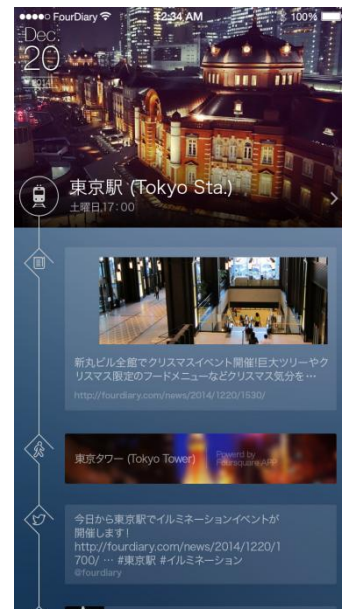 FourDiary 12:34 AM 100%
Dec
20
東京駅 (Tokyo Sta.)
土曜日,17:00
新丸ビル全館でクリスマスイベント開催!巨大ツリーやク
リスマス限定のフードメニューなどクリスマス気分を…
http://fourdiary.com/news/2014/1220/1530/
東京タワー (Tokyo Tower)
Powerd by
Foursquare APP
今日から東京駅でイルミネーションイベントが
開催します!
http://fourdiary.com/news/2014/1220/1
700/ … #東京駅 #イルミネーション
@fourdiary